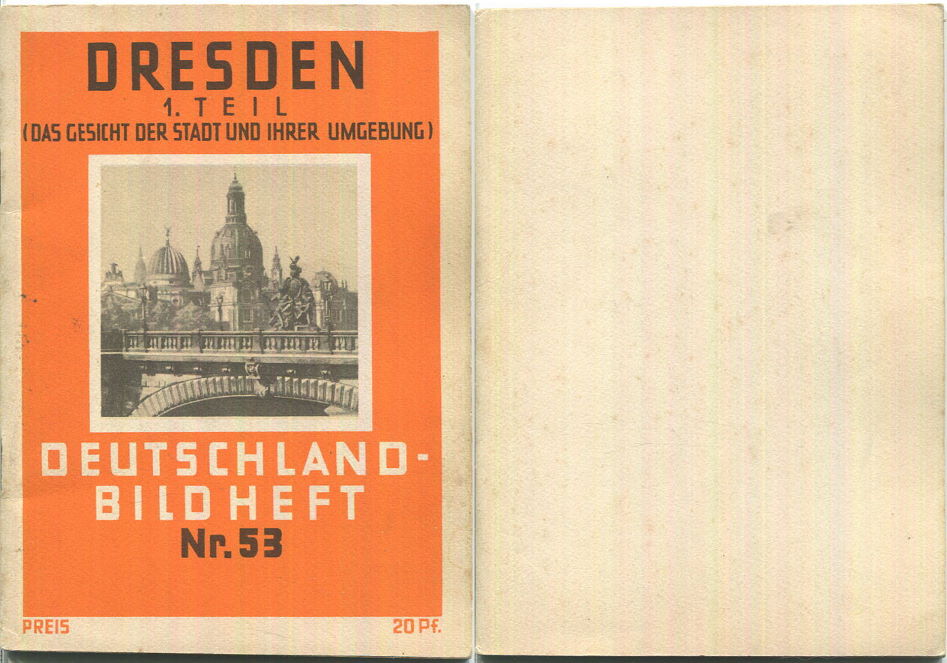 DRESDEN
1. TEIL
(DAS GESICHT DER STADT UND IHRER UMGEBUNG)
DEUTSCHLAND-
BILDHEFT
Nr. 53
PREIS 20 Pf.